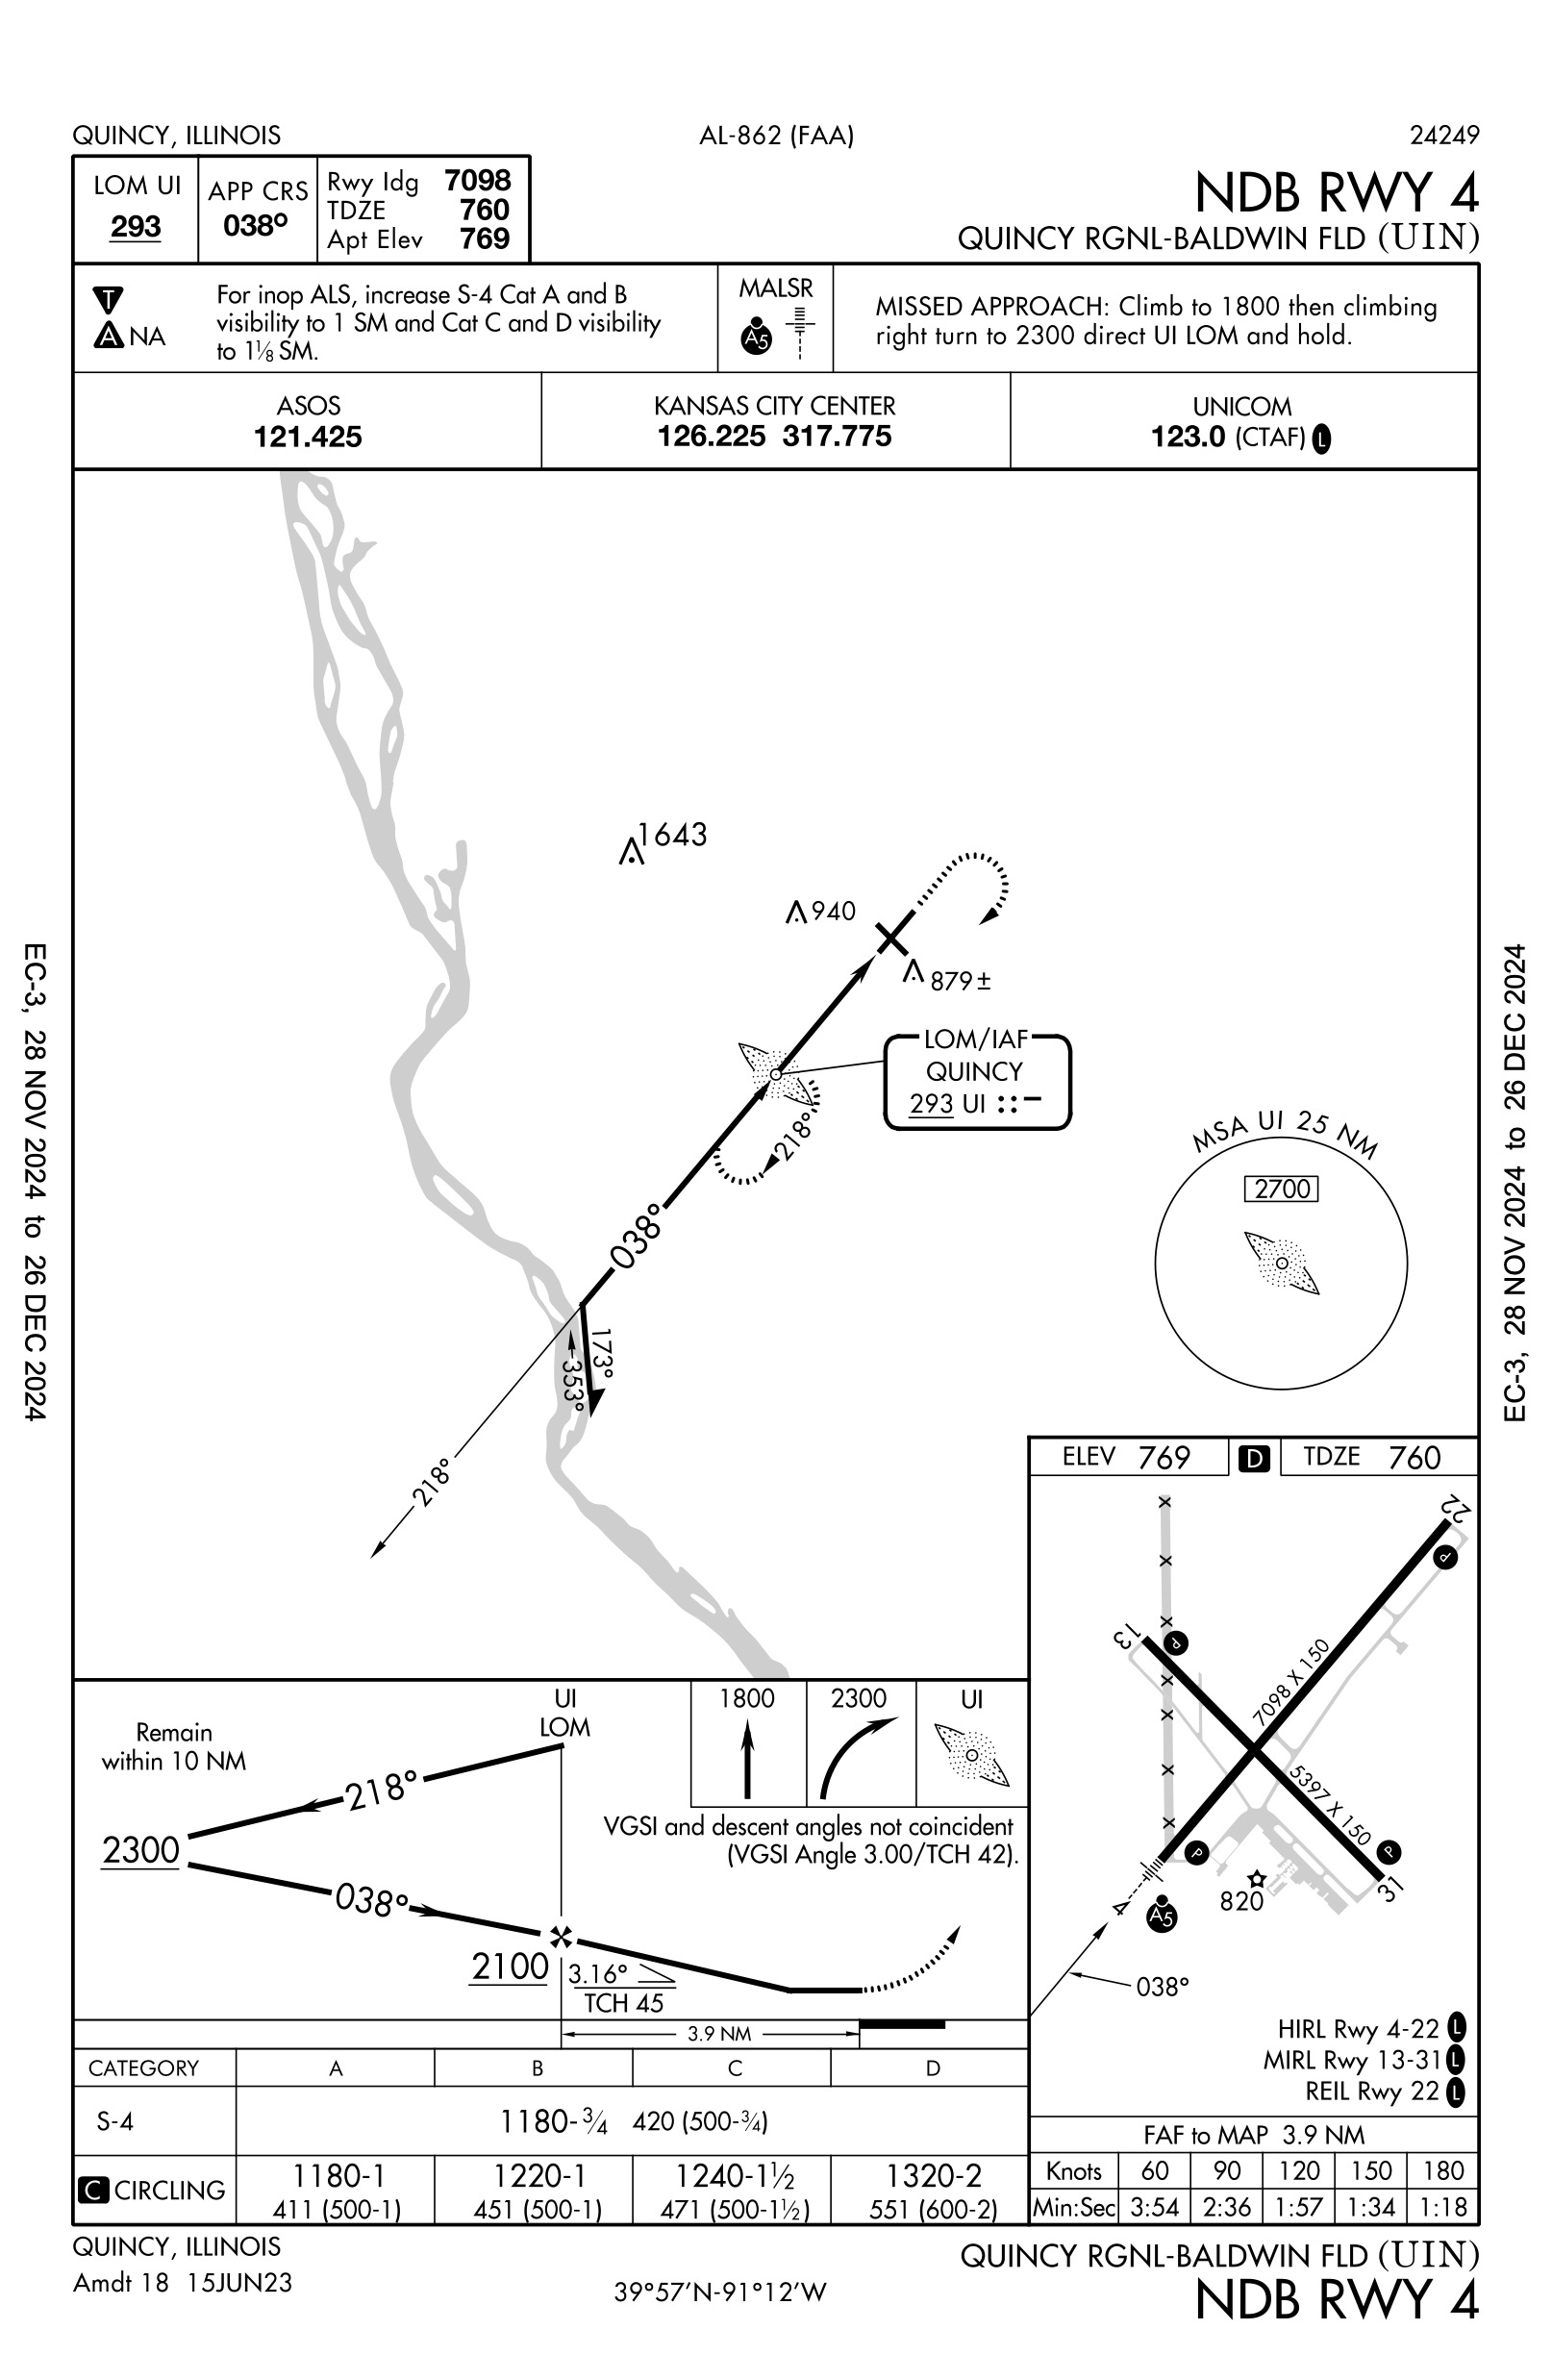 QUINCY, ILLINOIS
AL-862 (FAA)
24249
LOM UI
293
APP CRS
038°
Rwy Idg 7098
TDZE 760
Apt Elev 769
NDB RWY 4
QUINCY RGNL-BALDWIN FLD (UIN)
T
A NA
For inop ALS, increase S-4 Cat A and B
visibility to 1 SM and Cat C and D visibility
to 1⅛ SM.
MALSR
A5
MISSED APPROACH: Climb to 1800 then climbing
right turn to 2300 direct UI LOM and hold.
ASOS
121.425
KANSAS CITY CENTER
126.225 317.775
UNICOM
123.0 (CTAF) L
EC-3, 28 NOV 2024 to 26 DEC 2024
EC-3, 28 NOV 2024 to 26 DEC 2024
1643
940
879±
LOM/IAF
QUINCY
293 UI
218°
038°
173°
353°
218°
MSA UI 25 NM
2700
ELEV 769
D
TDZE 760
22
P
13
P
7098 X 150
5397 X 150
P
P
31
820
4
A5
038°
HIRL Rwy 4-22 L
MIRL Rwy 13-31 L
REIL Rwy 22 L
Remain
within 10 NM
UI
LOM
1800
2300
UI
218°
2300
038°
VGSI and descent angles not coincident
(VGSI Angle 3.00/TCH 42).
2100
3.16°
TCH 45
3.9 NM
CATEGORY A B C D
S-4 1180-¾ 420 (500-¾)
C CIRCLING
1180-1
411 (500-1)
1220-1
451 (500-1)
1240-1½
471 (500-1½)
1320-2
551 (600-2)
FAF to MAP 3.9 NM
Knots 60 90 120 150 180
Min:Sec 3:54 2:36 1:57 1:34 1:18
QUINCY, ILLINOIS
Amdt 18 15JUN23
39°57'N-91°12'W
QUINCY RGNL-BALDWIN FLD (UIN)
NDB RWY 4